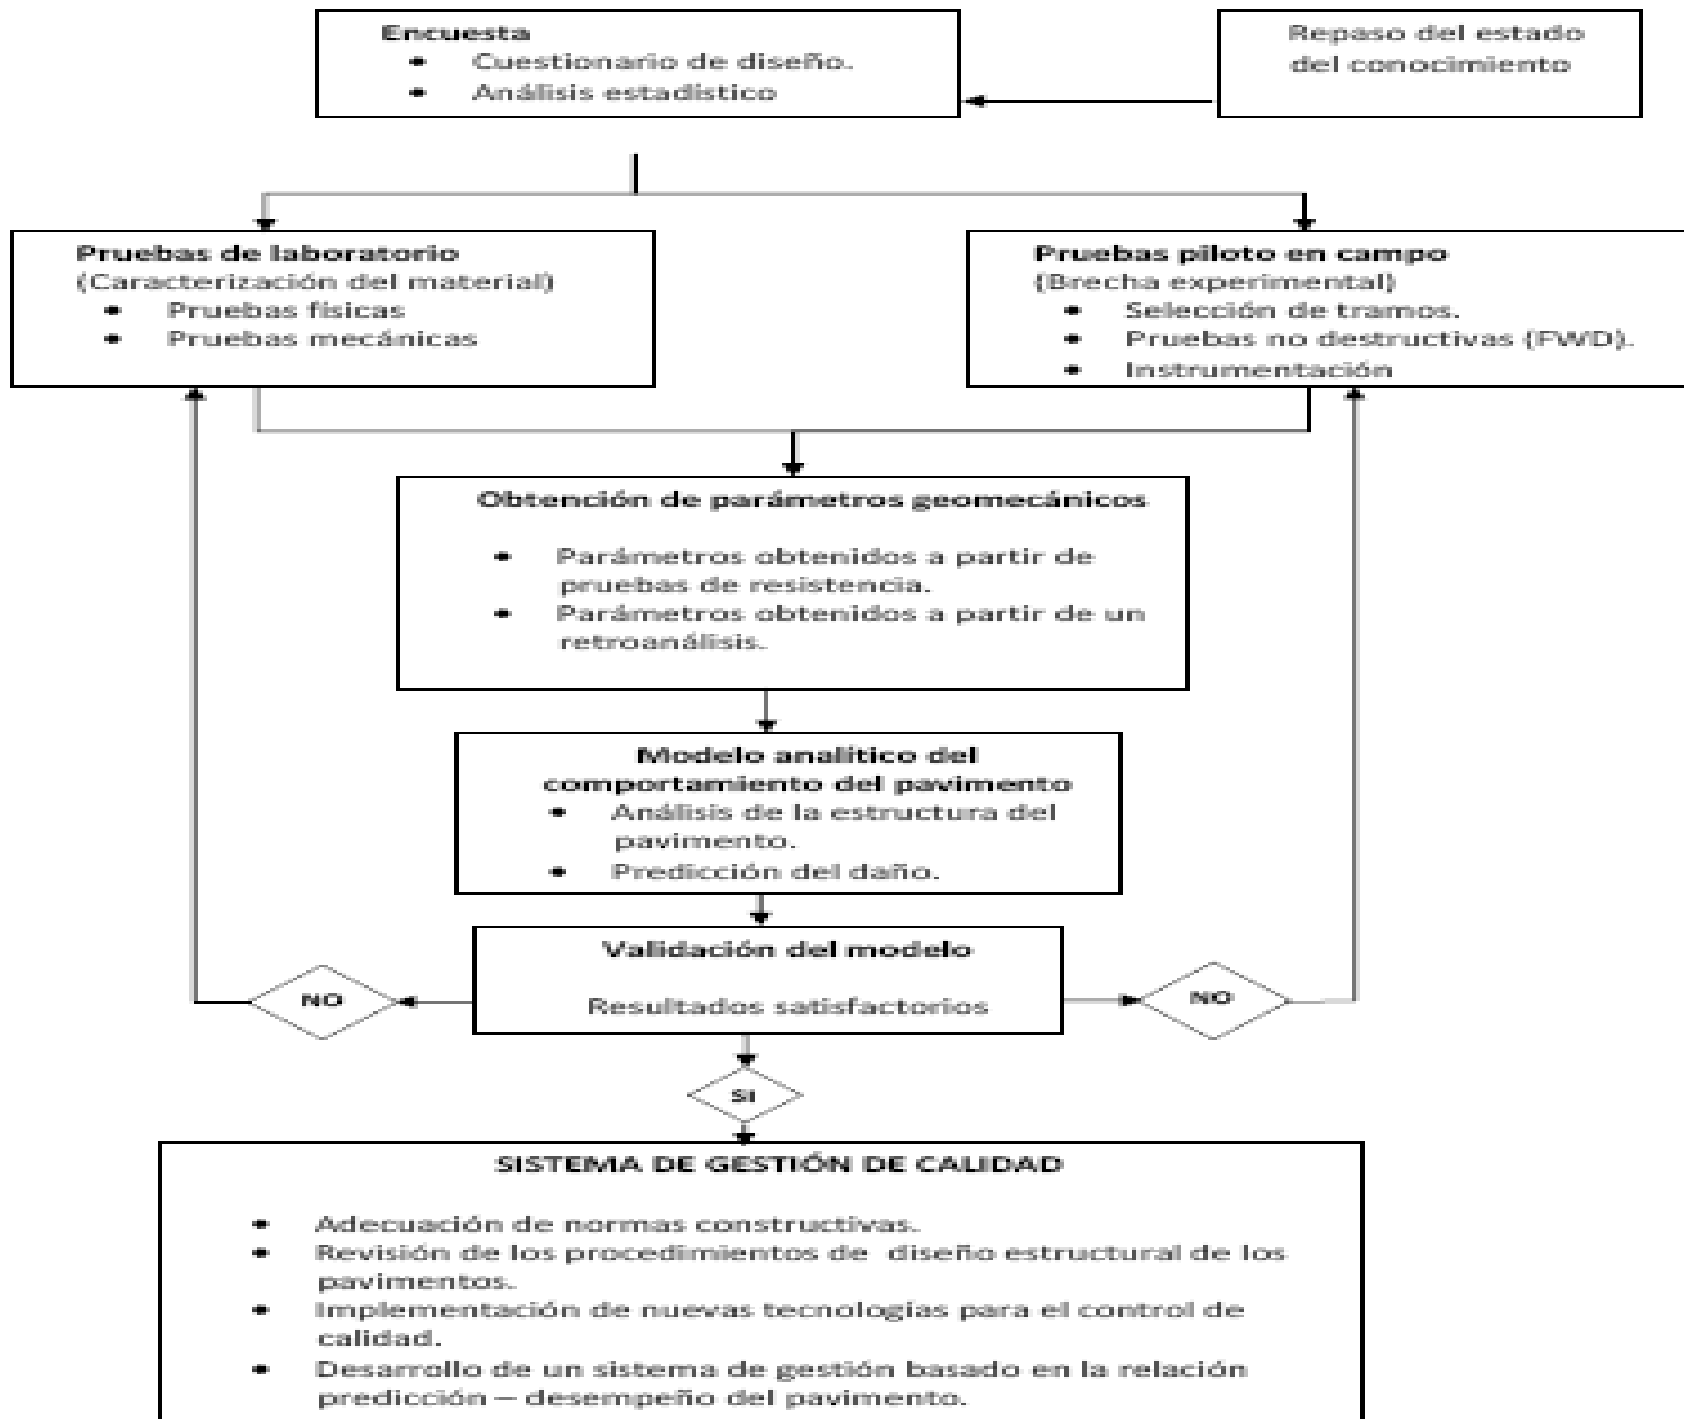 Encuesta
• Cuestionario de diseño.
• Análisis estadístico
Repaso del estado
del conocimiento
Pruebas de laboratorio
(Caracterización del material)
• Pruebas físicas
• Pruebas mecánicas
Pruebas piloto en campo
(Brecha experimental)
• Selección de tramos.
• Pruebas no destructivas (FWD).
• Instrumentación
Obtención de parámetros geomecánicos
• Parámetros obtenidos a partir de
pruebas de resistencia.
• Parámetros obtenidos a partir de un
retroanálisis.
Modelo analítico del
comportamiento del pavimento
• Análisis de la estructura del
pavimento.
• Predicción del daño.
Validación del modelo
Resultados satisfactorios
NO
NO
SI
SISTEMA DE GESTIÓN DE CALIDAD
• Adecuación de normas constructivas.
• Revisión de los procedimientos de diseño estructural de los
pavimentos.
• Implementación de nuevas tecnologías para el control de
calidad.
• Desarrollo de un sistema de gestión basado en la relación
predicción – desempeño del pavimento.